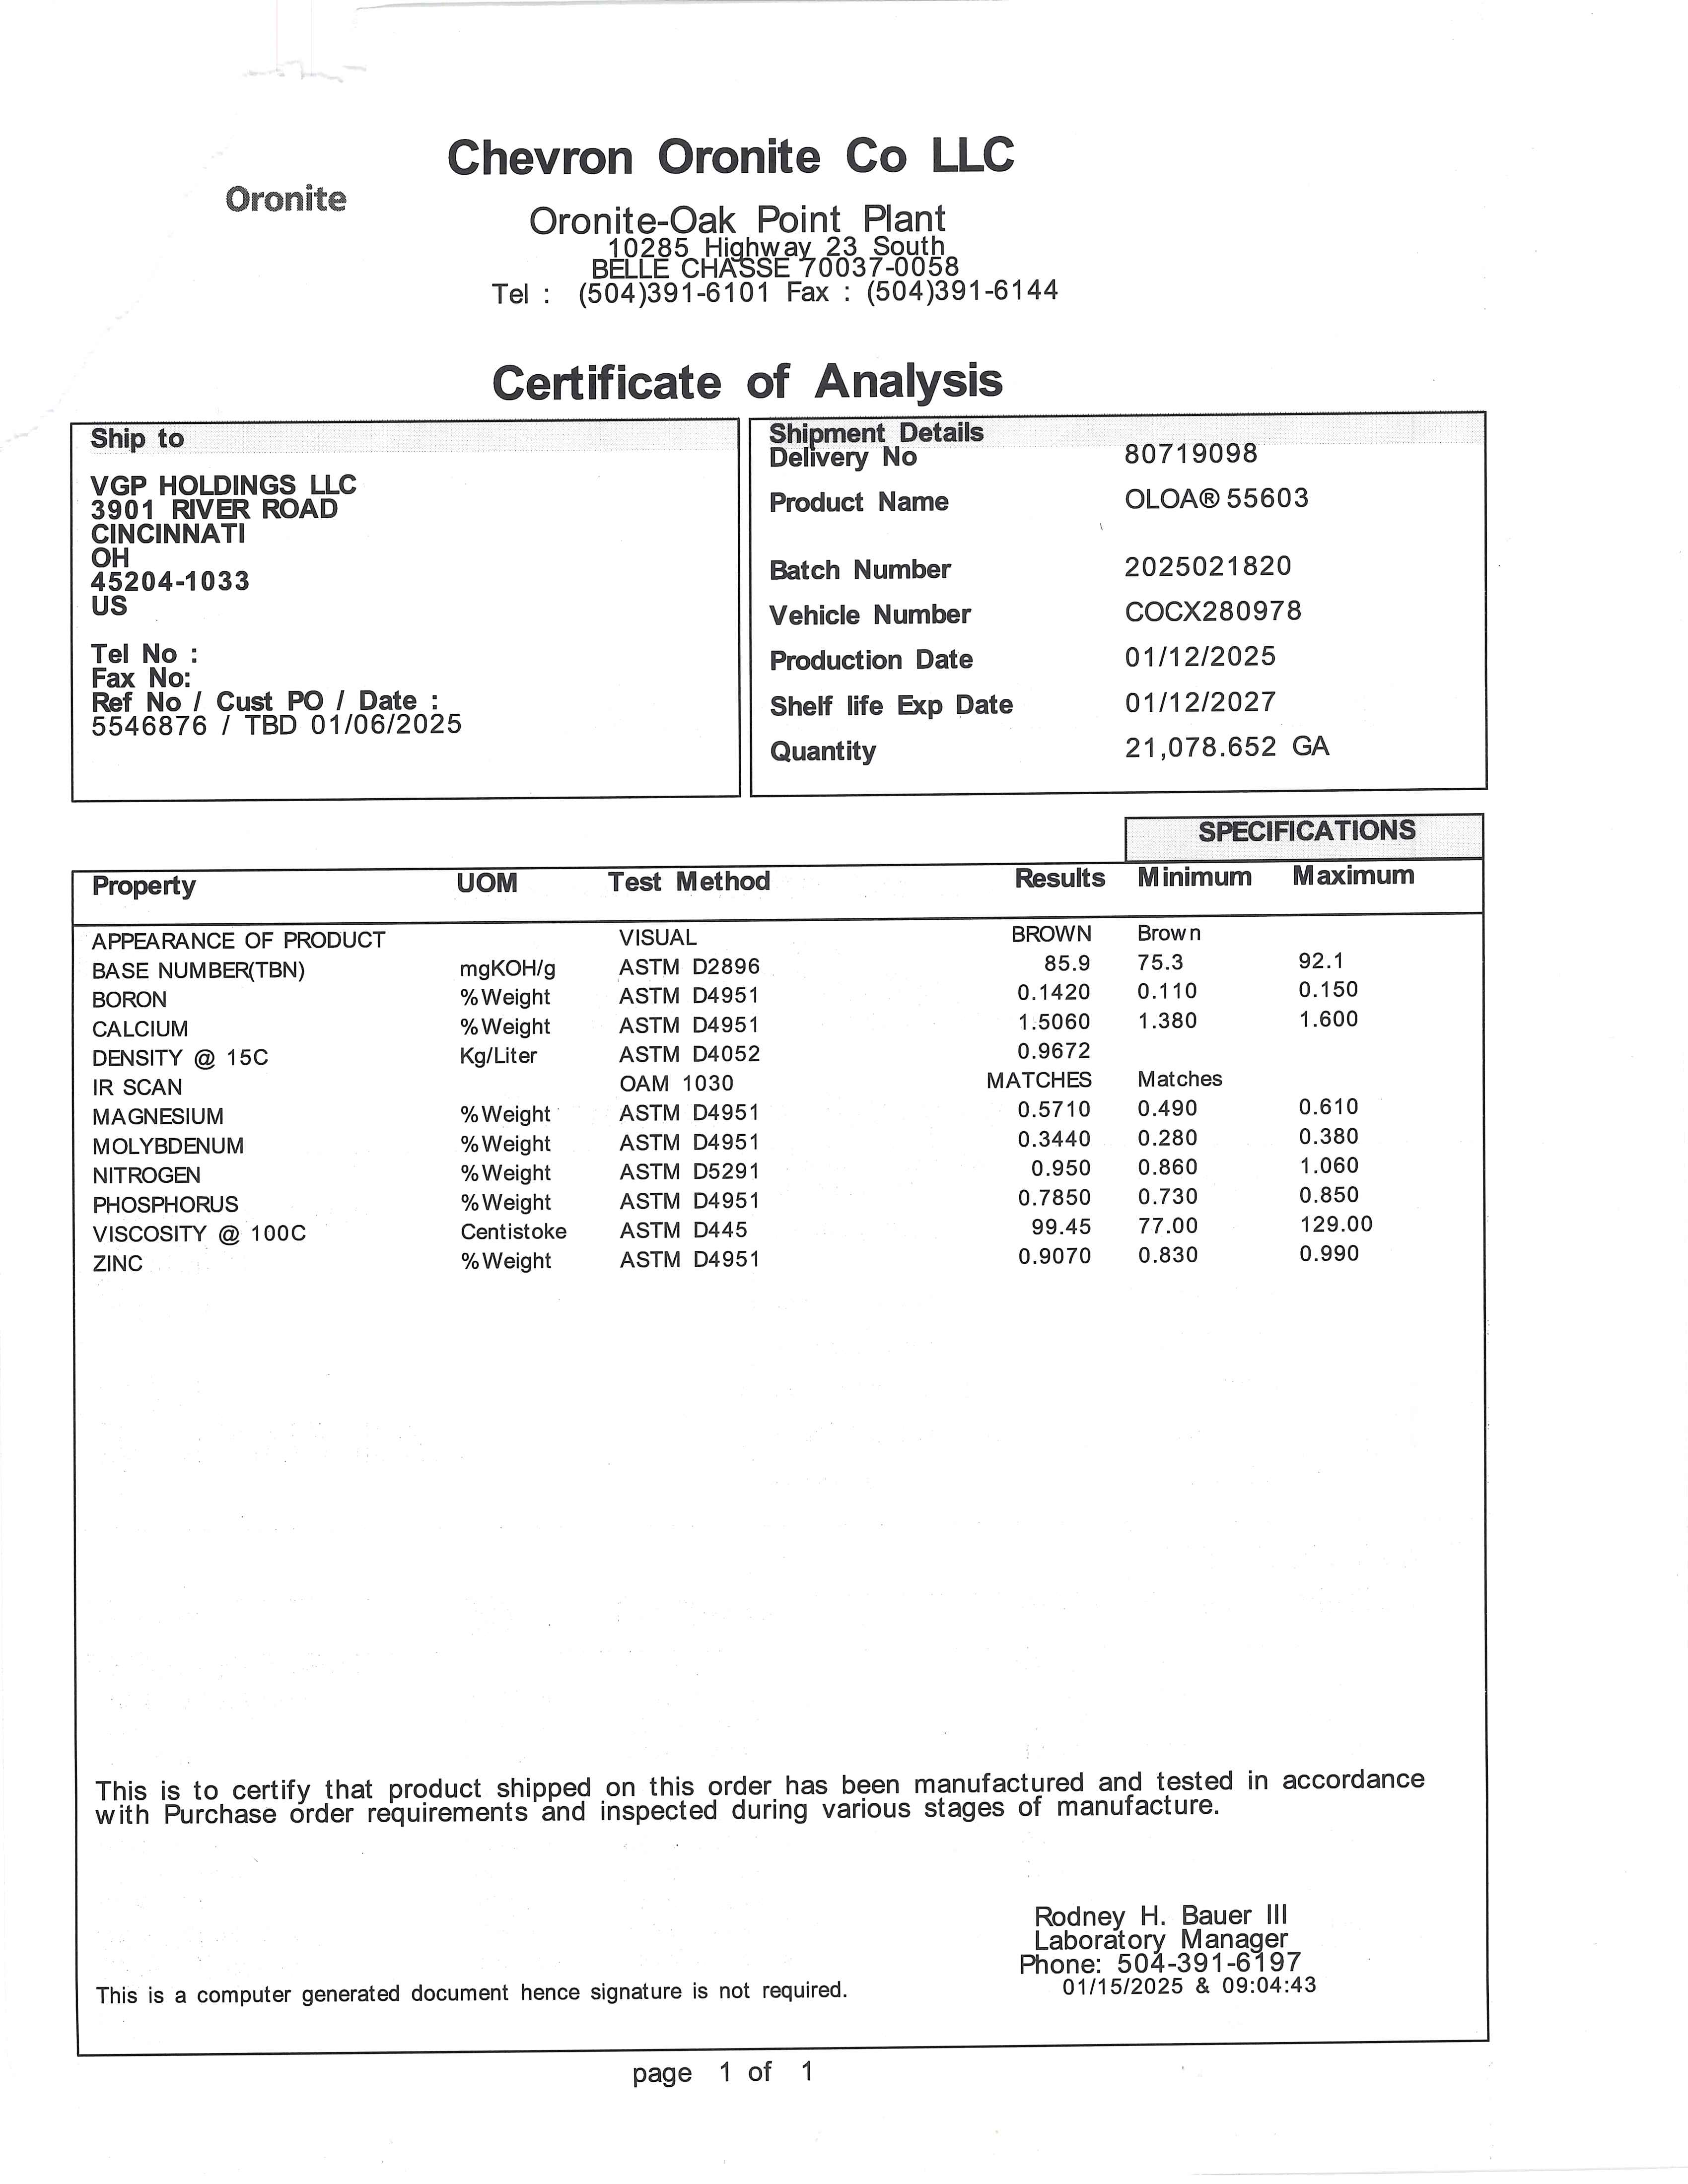 Chevron Oronite Co LLC
Oronite
Oronite-Oak Point Plant
10285 Highway 23 South
BELLE CHASSE 70037-0058
Tel : (504)391-6101 Fax : (504)391-6144
Certificate of Analysis
Ship to
VGP HOLDINGS LLC
3901 RIVER ROAD
CINCINNATI
OH
45204-1033
US
Tel No :
Fax No:
Ref No / Cust PO / Date :
5546876 / TBD 01/06/2025
Shipment Details
Delivery No 80719098
Product Name OLOA® 55603
Batch Number 2025021820
Vehicle Number COCX280978
Production Date 01/12/2025
Shelf life Exp Date 01/12/2027
Quantity 21,078.652 GA
SPECIFICATIONS
Property UOM Test Method Results Minimum Maximum
APPEARANCE OF PRODUCT VISUAL BROWN Brown
BASE NUMBER(TBN) mgKOH/g ASTM D2896 85.9 75.3 92.1
BORON %Weight ASTM D4951 0.1420 0.110 0.150
CALCIUM %Weight ASTM D4951 1.5060 1.380 1.600
DENSITY @ 15C Kg/Liter ASTM D4052 0.9672
IR SCAN OAM 1030 MATCHES Matches
MAGNESIUM %Weight ASTM D4951 0.5710 0.490 0.610
MOLYBDENUM %Weight ASTM D4951 0.3440 0.280 0.380
NITROGEN %Weight ASTM D5291 0.950 0.860 1.060
PHOSPHORUS %Weight ASTM D4951 0.7850 0.730 0.850
VISCOSITY @ 100C Centistoke ASTM D445 99.45 77.00 129.00
ZINC %Weight ASTM D4951 0.9070 0.830 0.990
This is to certify that product shipped on this order has been manufactured and tested in accordance
with Purchase order requirements and inspected during various stages of manufacture.
Rodney H. Bauer III
Laboratory Manager
Phone: 504-391-6197
01/15/2025 & 09:04:43
This is a computer generated document hence signature is not required.
page 1 of 1